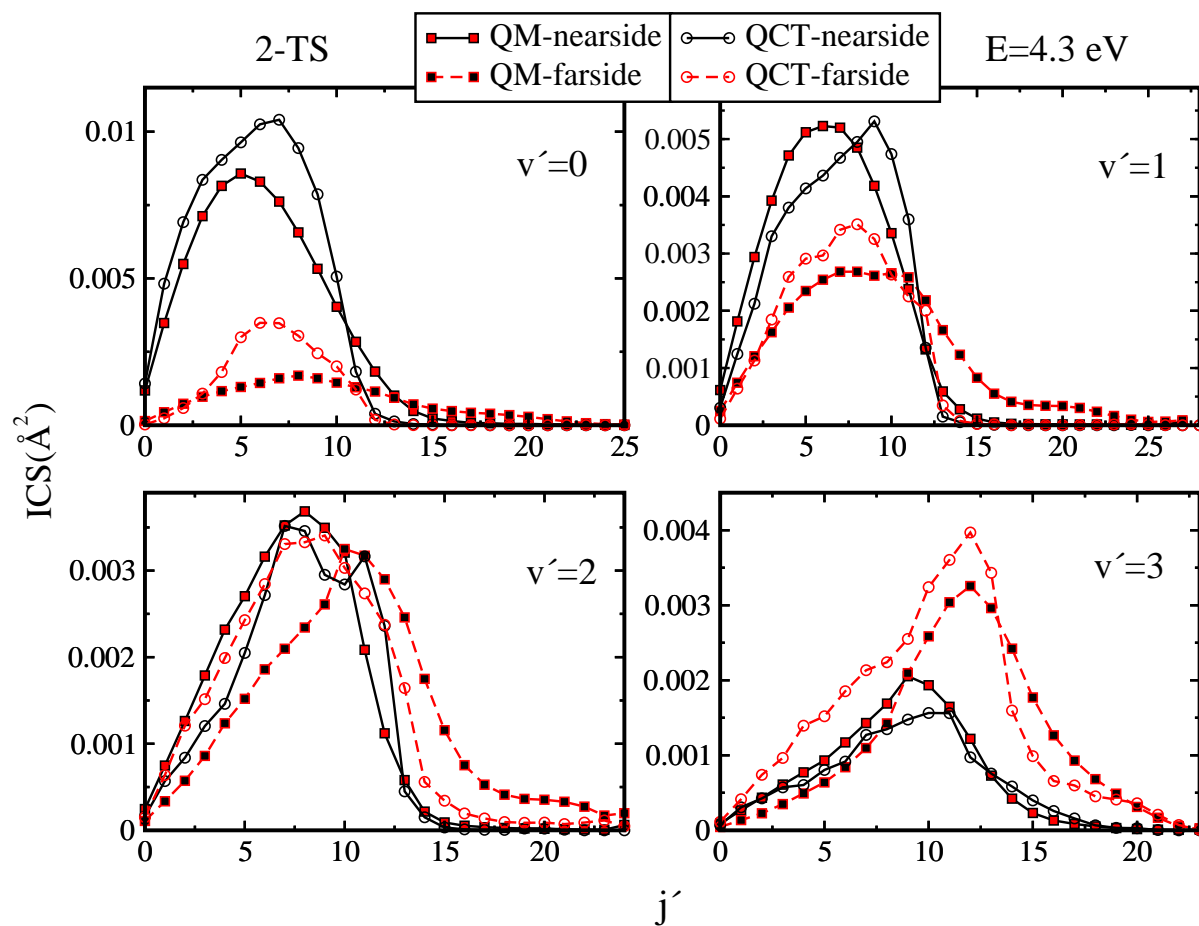 2-TS
QM-nearside
QCT-nearside
QM-farside
QCT-farside
E=4.3 eV
0.01
0.005
0
v´=0
0 5 10 15 20 25
0.005
0.004
0.003
0.002
0.001
0
v´=1
0 5 10 15 20 25
ICS(Å²)
0.003
0.002
0.001
0
v´=2
0 5 10 15 20
0.004
0.003
0.002
0.001
0
v´=3
0 5 10 15 20
j´